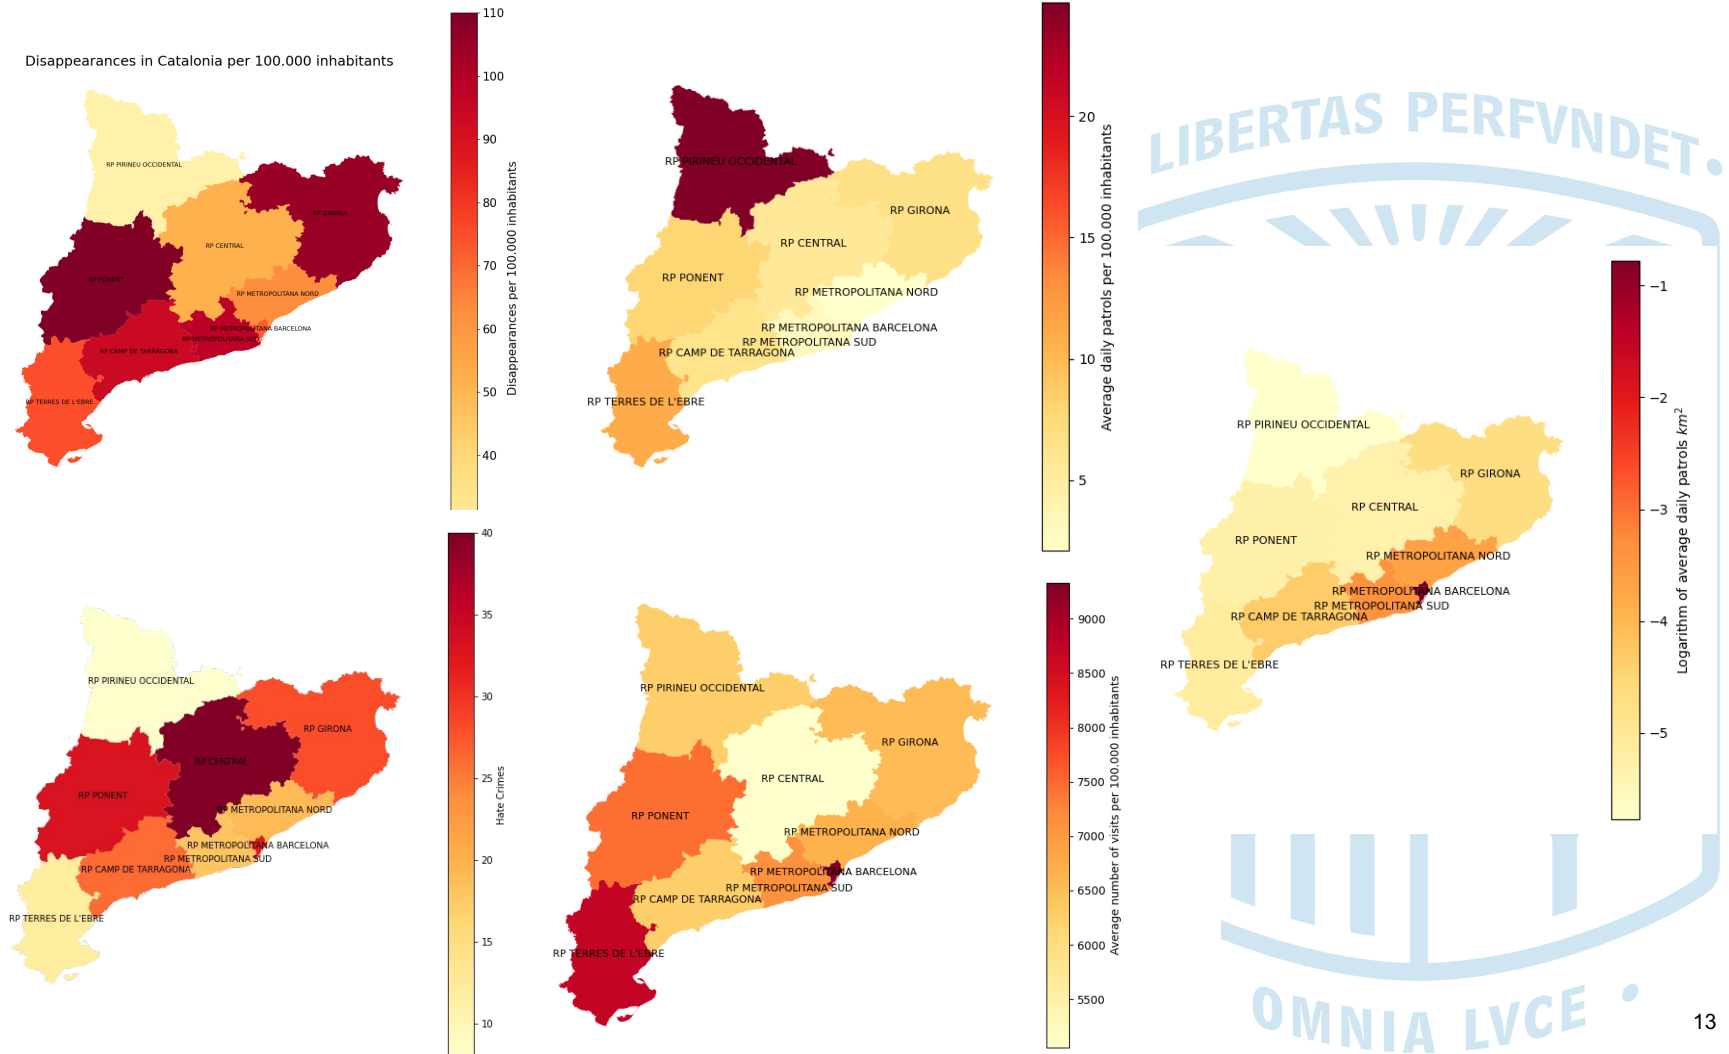 Disappearances in Catalonia per 100.000 inhabitants
RP PIRINEU OCCIDENTAL
RP GIRONA
RP CENTRAL
RP PONENT
RP METROPOLITANA NORD
RP METROPOLITANA BARCELONA
RP METROPOLITANA SUD
RP CAMP DE TARRAGONA
RP TERRES DE L'EBRE
110
100
90
80
70
60
50
40
Disappearances per 100.000 inhabitants
RP PIRINEU OCCIDENTAL
RP GIRONA
RP CENTRAL
RP PONENT
RP METROPOLITANA NORD
RP METROPOLITANA BARCELONA
RP METROPOLITANA SUD
RP CAMP DE TARRAGONA
RP TERRES DE L'EBRE
20
15
10
5
Average daily patrols per 100.000 inhabitants
LIBERTAS PERFVNDET
RP PIRINEU OCCIDENTAL
RP GIRONA
RP CENTRAL
RP PONENT
RP METROPOLITANA NORD
RP METROPOLITANA BARCELONA
RP METROPOLITANA SUD
RP CAMP DE TARRAGONA
RP TERRES DE L'EBRE
−1
−2
−3
−4
−5
Logarithm of average daily patrols km²
RP PIRINEU OCCIDENTAL
RP GIRONA
RP CENTRAL
RP PONENT
RP METROPOLITANA NORD
RP METROPOLITANA BARCELONA
RP METROPOLITANA SUD
RP CAMP DE TARRAGONA
RP TERRES DE L'EBRE
40
35
30
25
20
15
10
Hate Crimes
RP PIRINEU OCCIDENTAL
RP GIRONA
RP CENTRAL
RP PONENT
RP METROPOLITANA NORD
RP METROPOLITANA BARCELONA
RP METROPOLITANA SUD
RP CAMP DE TARRAGONA
RP TERRES DE L'EBRE
9000
8500
8000
7500
7000
6500
6000
5500
Average number of visits per 100.000 inhabitants
OMNIA LVCE
13